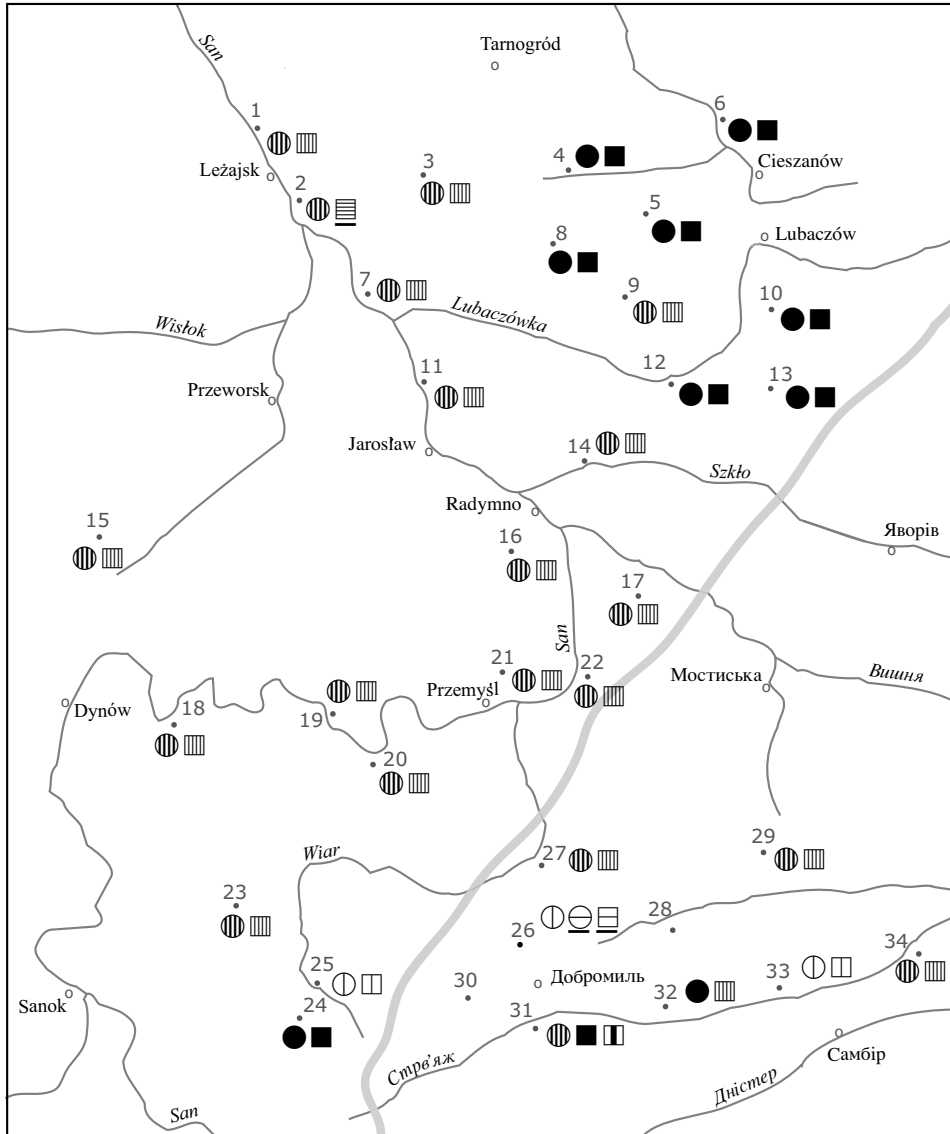 San
Tarnogród
1
6
Leżajsk
3
4
Cieszanów
2
5
8
Lubaczów
7
9
10
Wisłok
Lubaczówka
11
12
13
Przeworsk
Jarosław
14
Szkło
Radymno
15
16
Яворів
17
San
21
22
Przemyśl
Мостиська
Вишня
Dynów
18
19
20
Wiar
27
29
23
26
28
25
30
33
34
Sanok
24
Добромиль
32
31
Стрв'яж
Самбір
Дністер
San